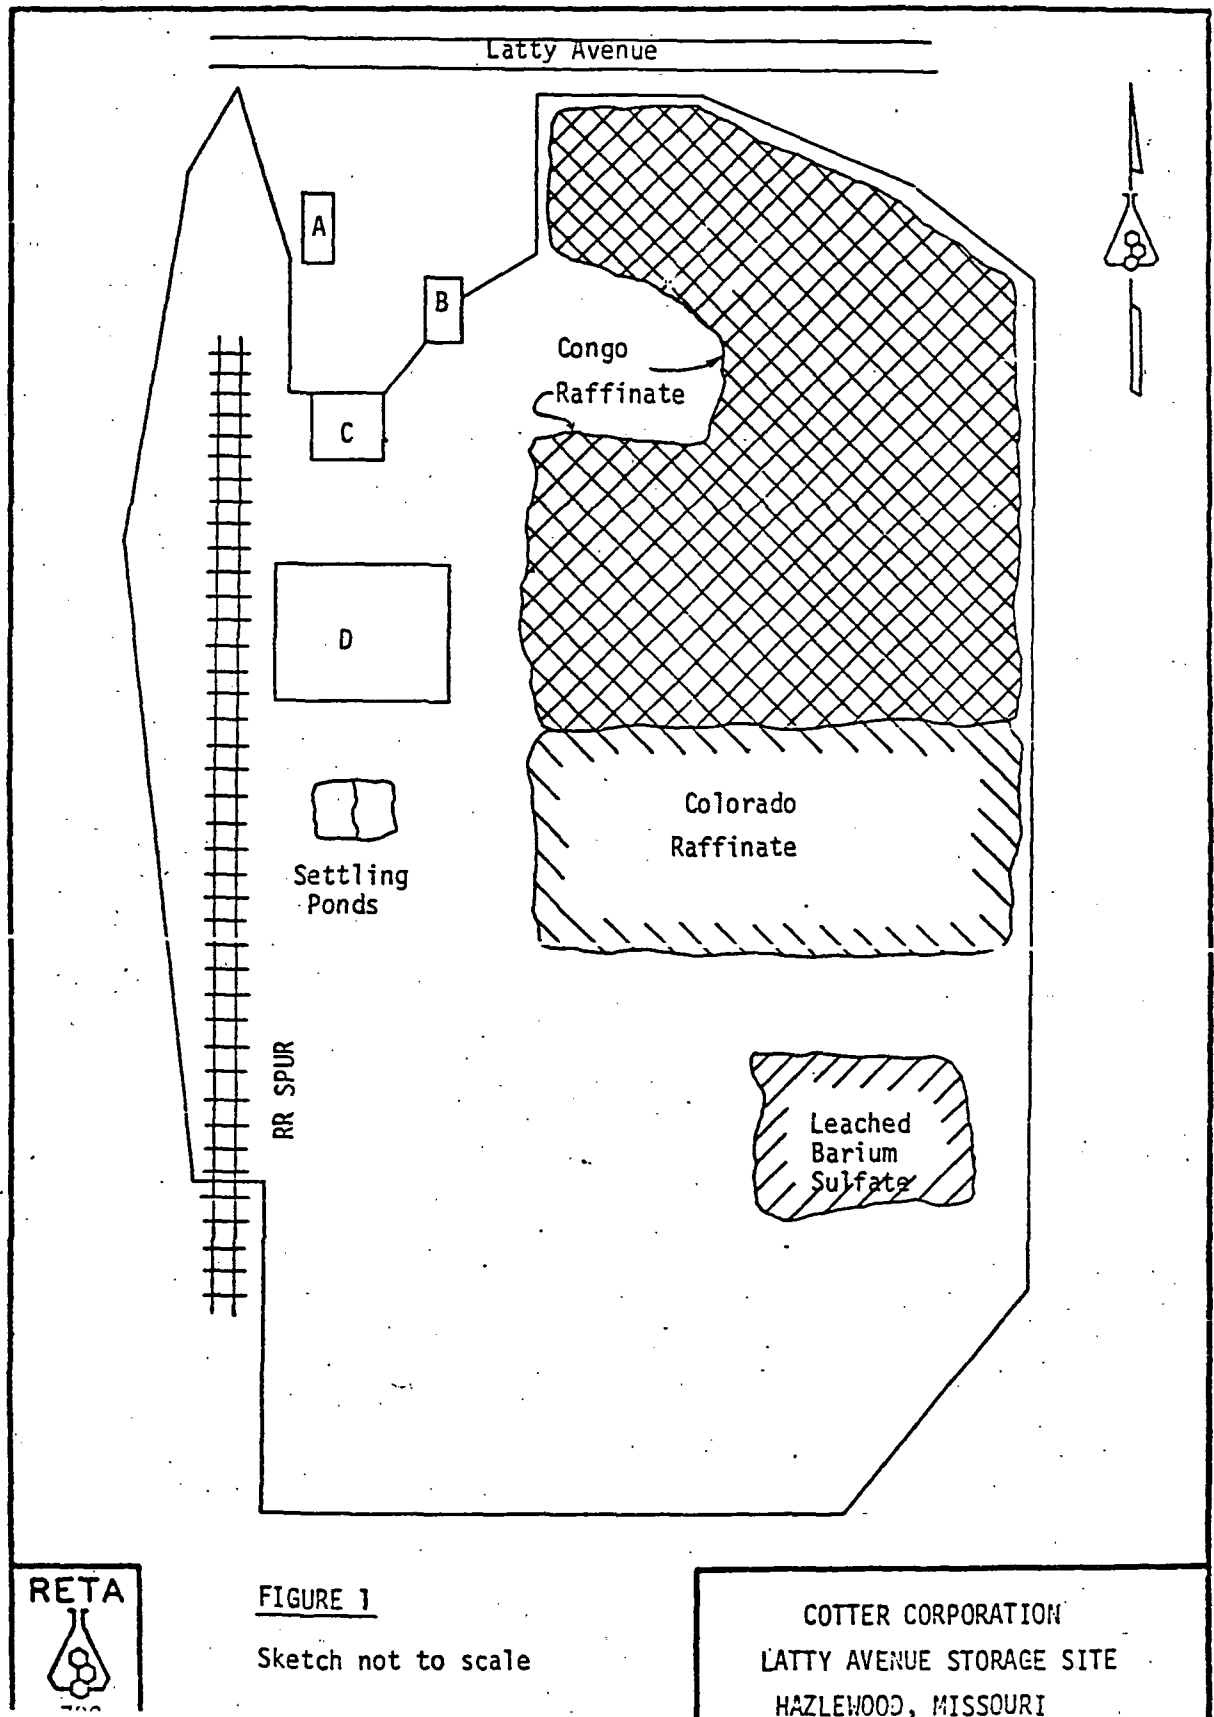 Latty Avenue
A
B
Congo
Raffinate
C
D
Colorado
Raffinate
Settling
Ponds
RR SPUR
Leached
Barium
Sulfate
RETA
FIGURE 1
Sketch not to scale
COTTER CORPORATION
LATTY AVENUE STORAGE SITE
HAZLEWOOD, MISSOURI